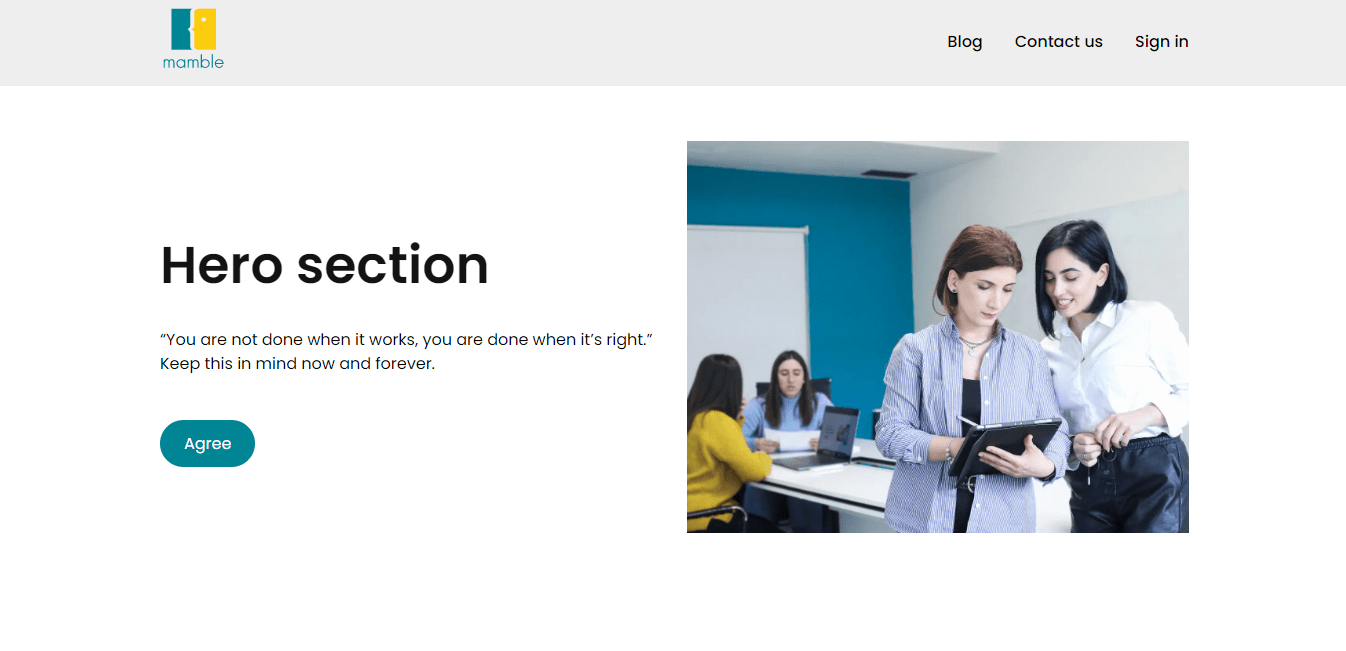 mamble
Blog
Contact us
Sign in
Hero section
“You are not done when it works, you are done when it’s right.”
Keep this in mind now and forever.
Agree